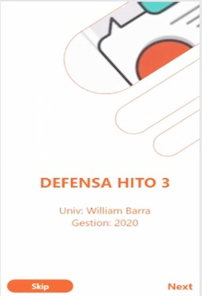 DEFENSA HITO 3
Univ: William Barra
Gestion: 2020
Skip
Next